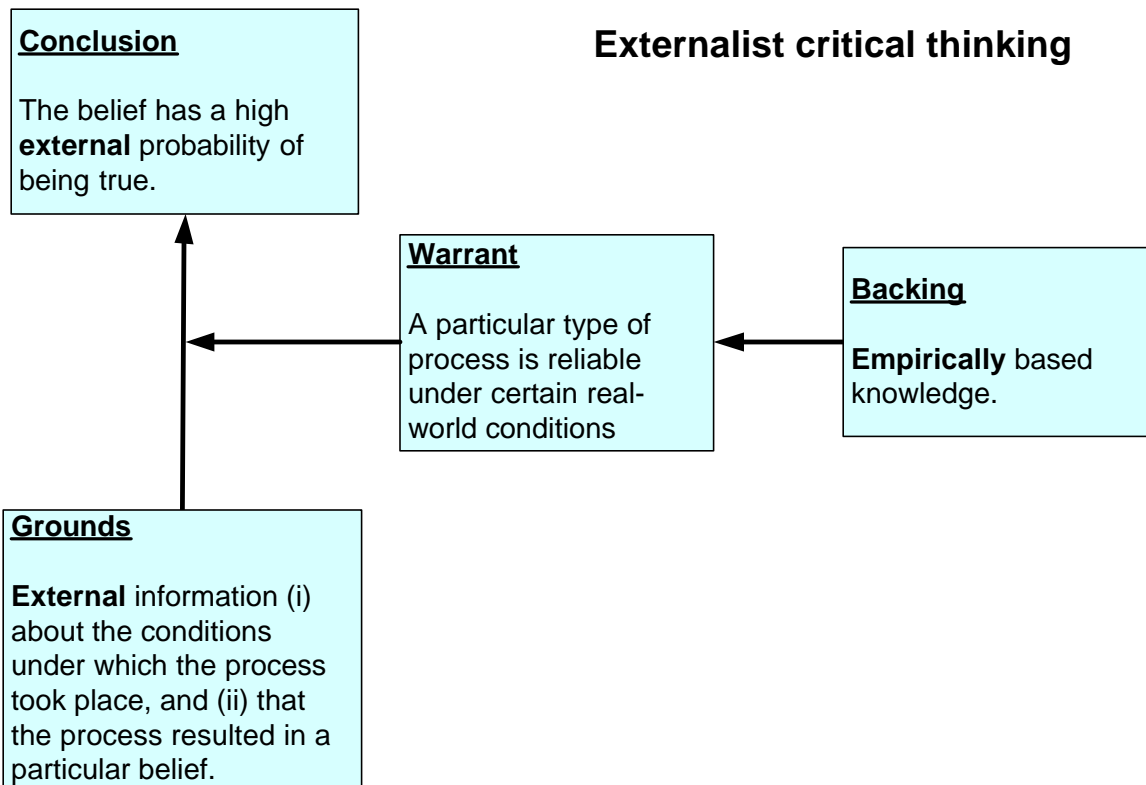 Externalist critical thinking
Conclusion
The belief has a high
external probability of
being true.
Warrant
A particular type of
process is reliable
under certain real-
world conditions
Backing
Empirically based
knowledge.
Grounds
External information (i)
about the conditions
under which the process
took place, and (ii) that
the process resulted in a
particular belief.